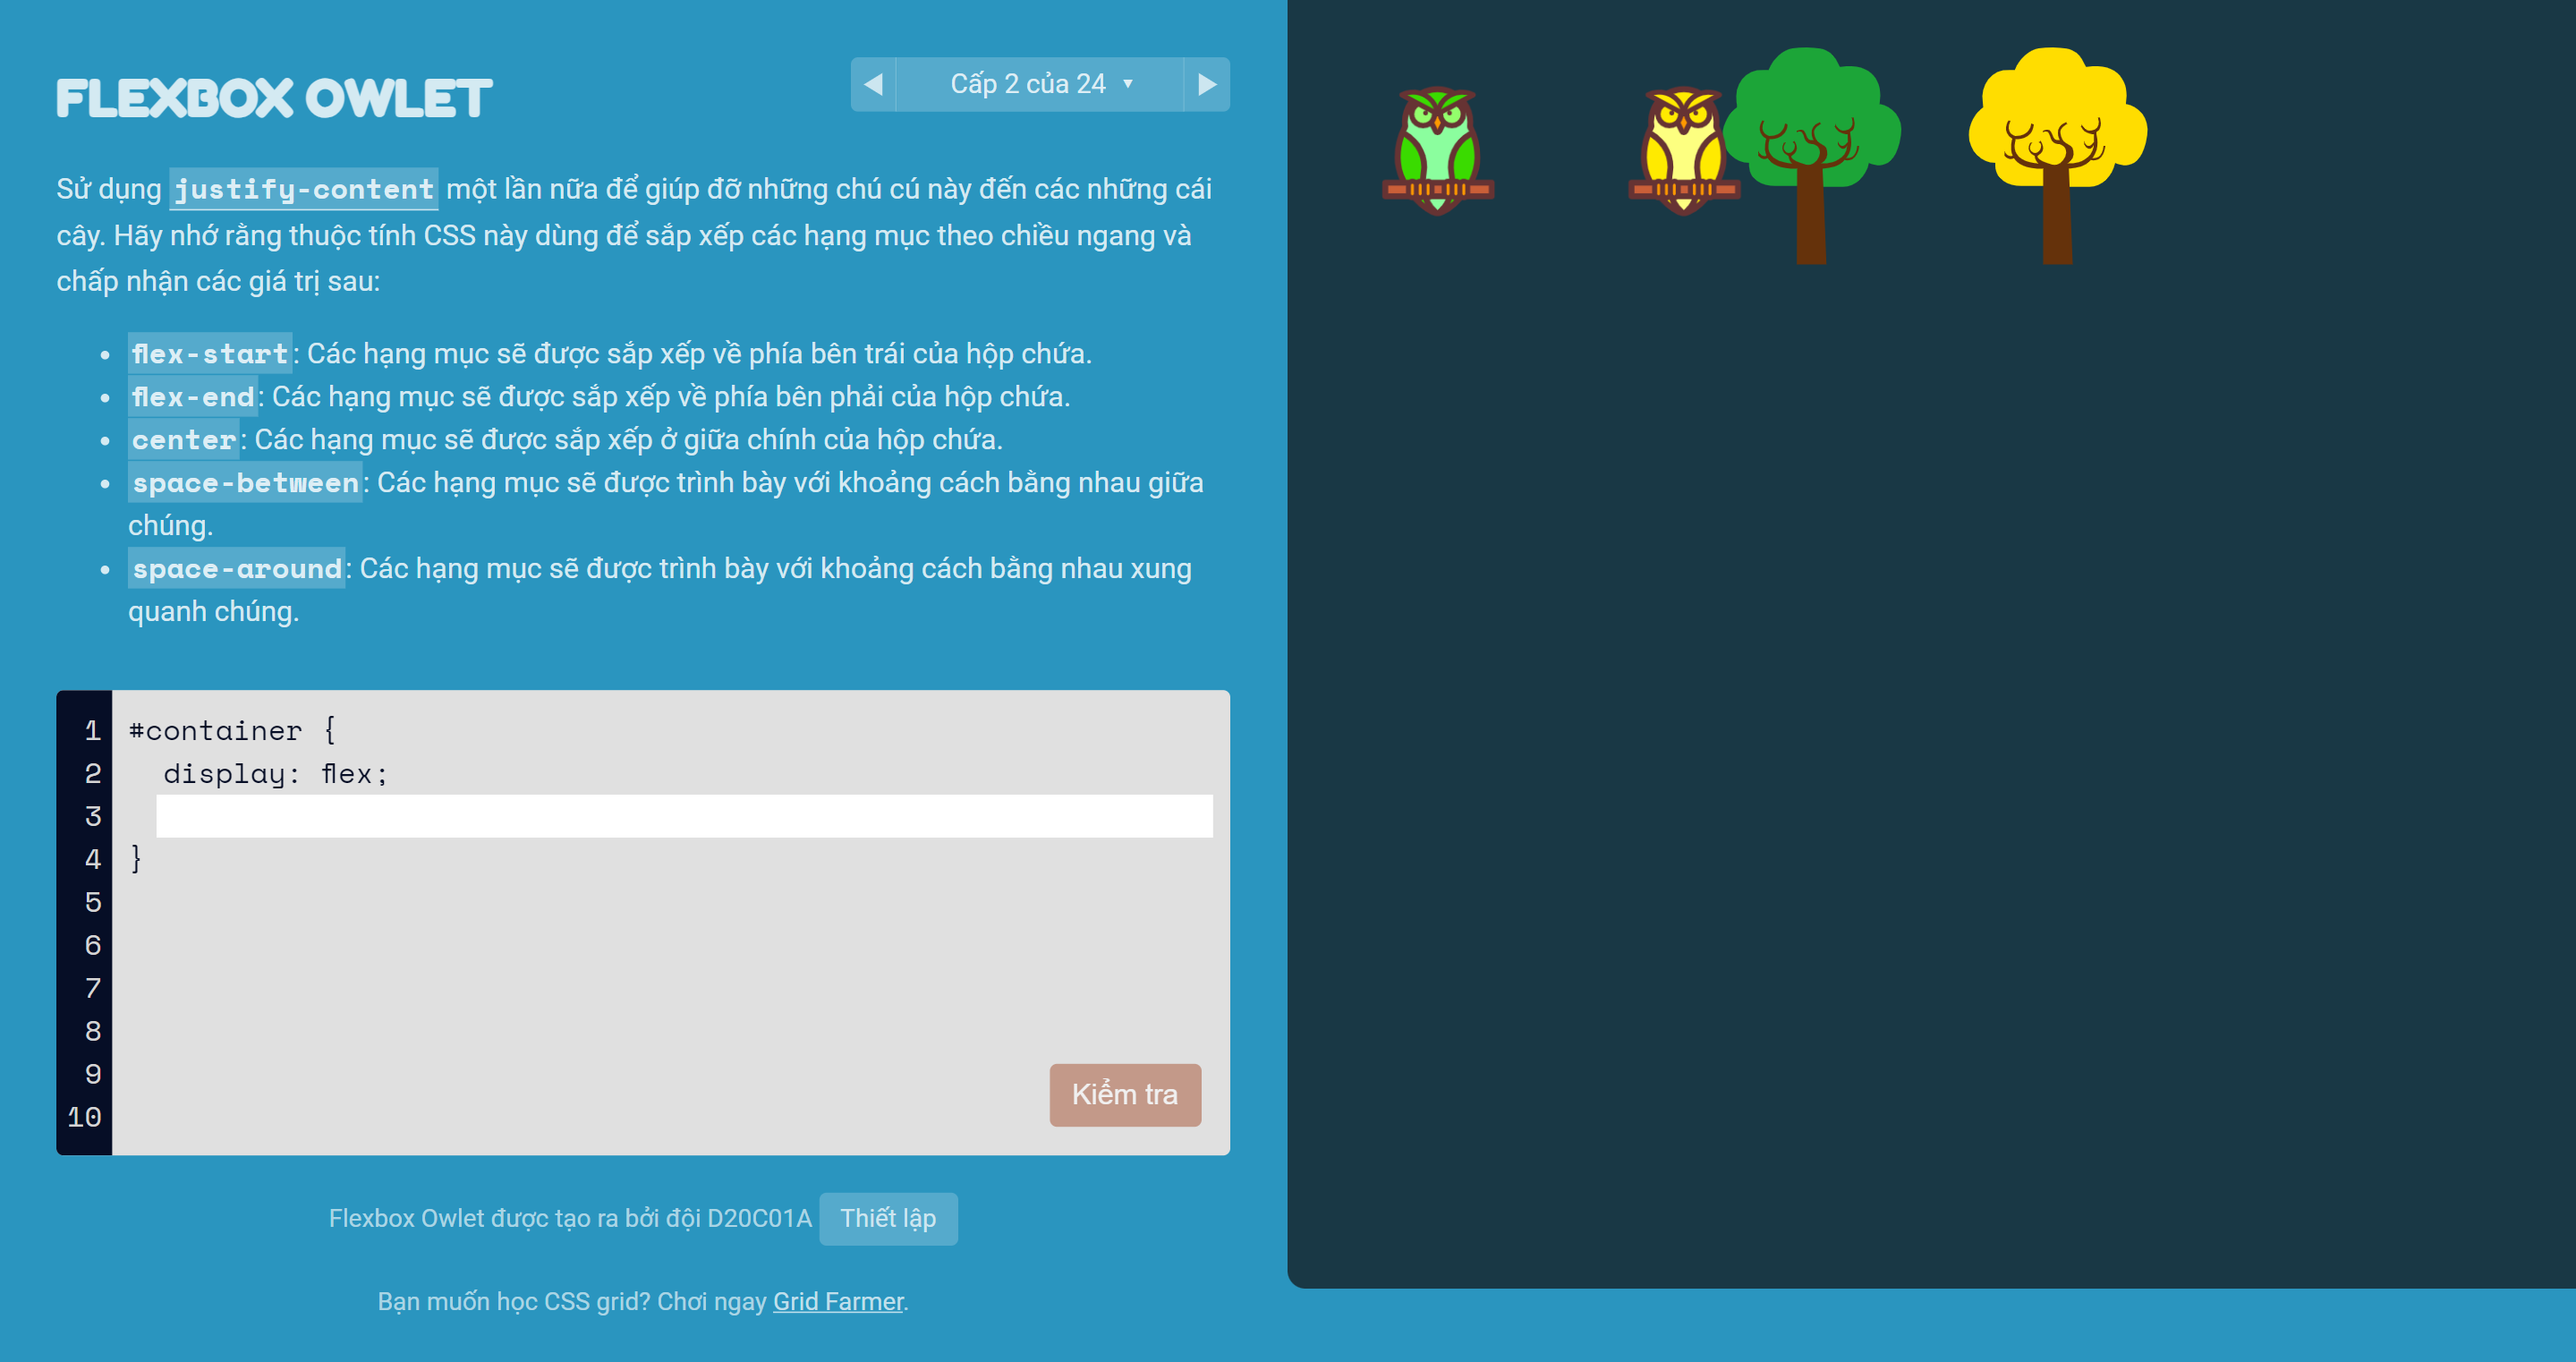 FLEXBOX OWLET
Cấp 2 của 24
Sử dụng justify-content một lần nữa để giúp đỡ những chú cú này đến các những cái
cây. Hãy nhớ rằng thuộc tính CSS này dùng để sắp xếp các hạng mục theo chiều ngang và
chấp nhận các giá trị sau:
flex-start: Các hạng mục sẽ được sắp xếp về phía bên trái của hộp chứa.
flex-end: Các hạng mục sẽ được sắp xếp về phía bên phải của hộp chứa.
center: Các hạng mục sẽ được sắp xếp ở giữa chính của hộp chứa.
space-between: Các hạng mục sẽ được trình bày với khoảng cách bằng nhau giữa
chúng.
space-around: Các hạng mục sẽ được trình bày với khoảng cách bằng nhau xung
quanh chúng.
1 #container {
2 display: flex;
3
4 }
5
6
7
8
9
Kiểm tra
10
Flexbox Owlet được tạo ra bởi đội D20C01A Thiết lập
Bạn muốn học CSS grid? Chơi ngay Grid Farmer.